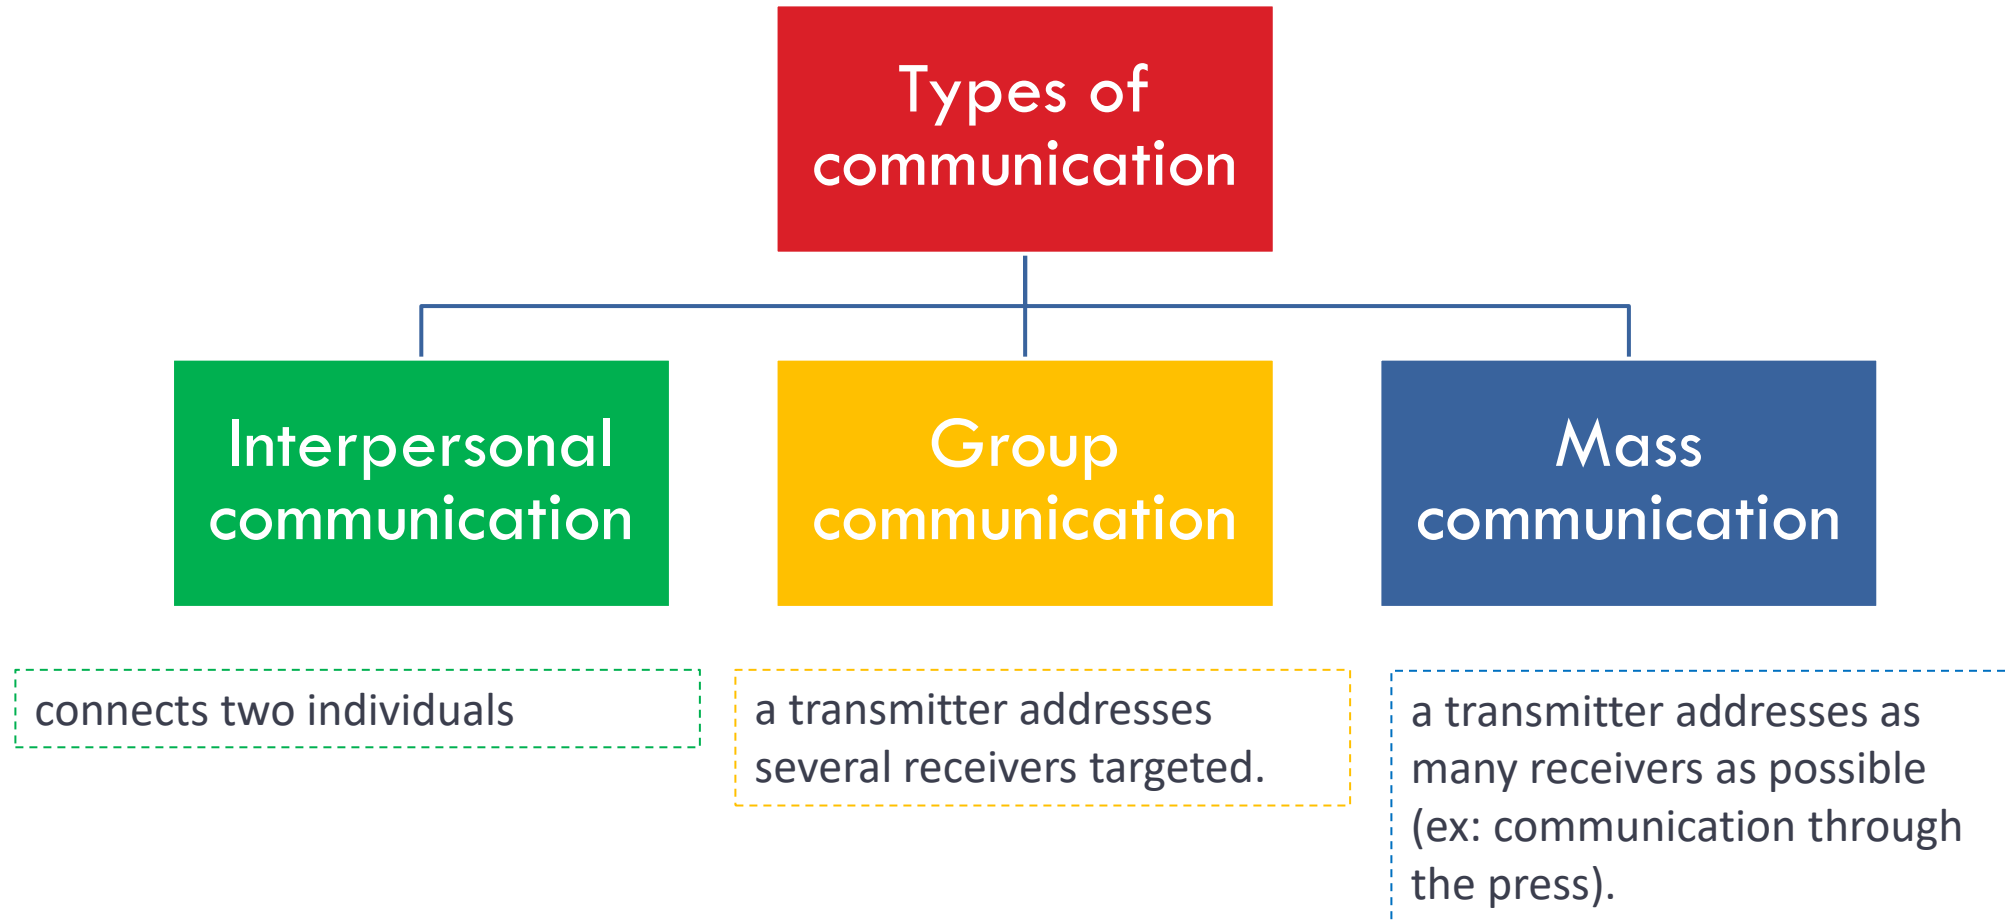 Types of
communication
Interpersonal
communication
Group
communication
Mass
communication
connects two individuals
a transmitter addresses
several receivers targeted.
a transmitter addresses as
many receivers as possible
(ex: communication through
the press).